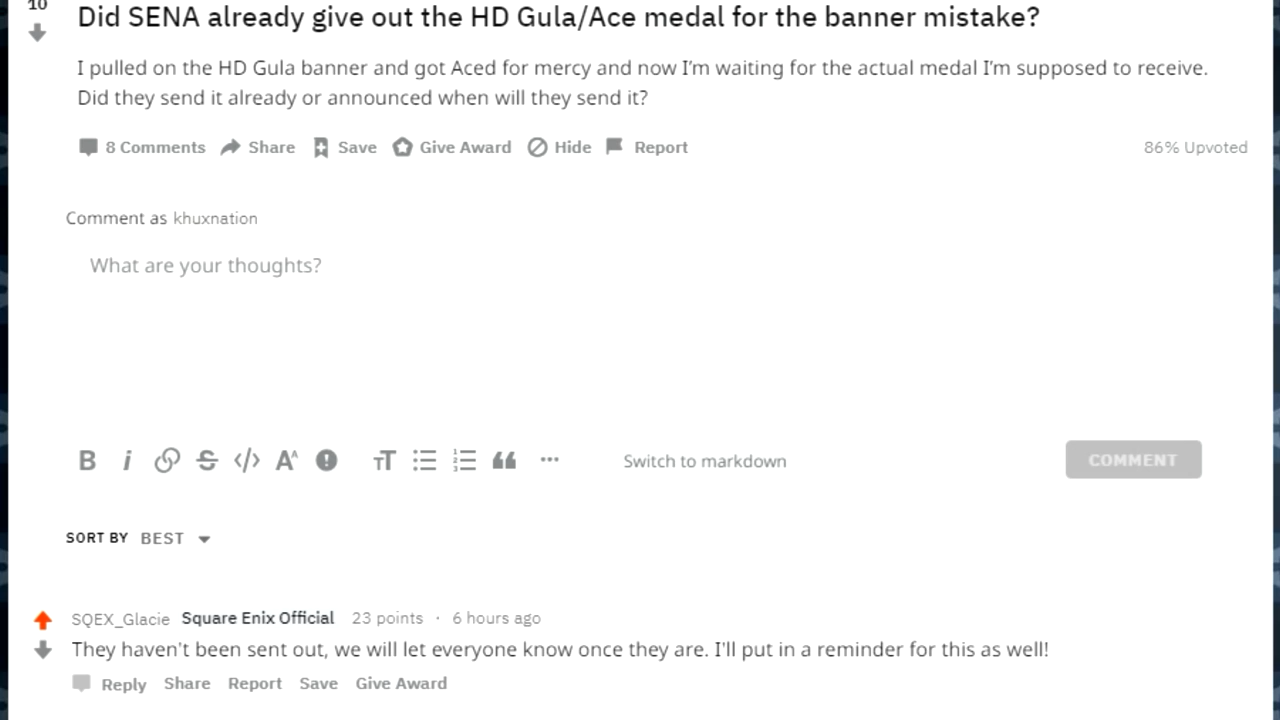 10
Did SENA already give out the HD Gula/Ace medal for the banner mistake?
I pulled on the HD Gula banner and got Aced for mercy and now I'm waiting for the actual medal I'm supposed to receive.
Did they send it already or announced when will they send it?
8 Comments Share Save Give Award Hide Report 86% Upvoted
Comment as khuxnation
What are your thoughts?
B i S </> A^ ! TT 123 ... Switch to markdown COMMENT
SORT BY BEST
SQEX_Glacie Square Enix Official 23 points · 6 hours ago
They haven't been sent out, we will let everyone know once they are. I'll put in a reminder for this as well!
Reply Share Report Save Give Award